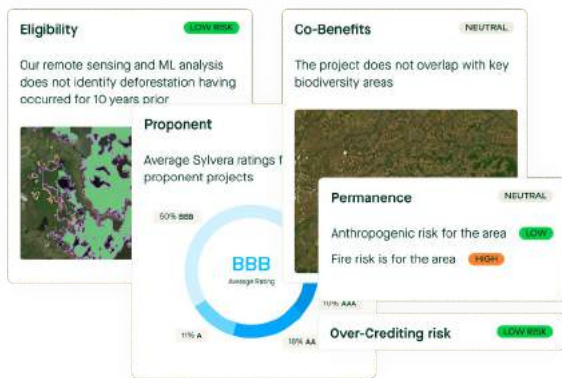 Eligibility
LOW RISK
Our remote sensing and ML analysis
does not identify deforestation having
occurred for 10 years prior
Co-Benefits
NEUTRAL
The project does not overlap with key
biodiversity areas
Proponent
Average Sylvera ratings f
proponent projects
50% BBB
BBB
Average Rating
10% AAA
11% A
18% AA
Permanence
NEUTRAL
Anthropogenic risk for the area
LOW
Fire risk is for the area
HIGH
Over-Crediting risk
LOW RISK